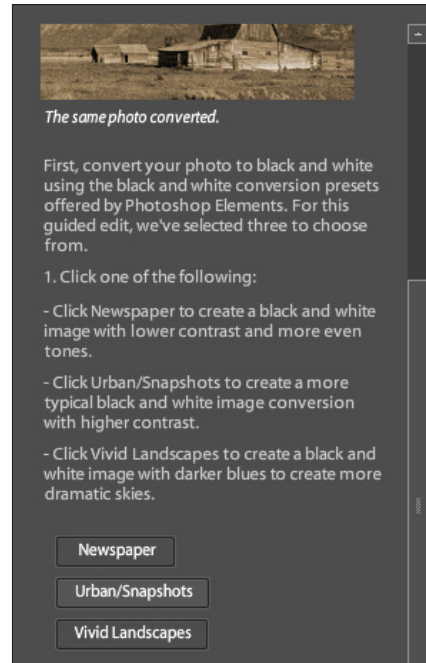 The same photo converted.
First, convert your photo to black and white
using the black and white conversion presets
offered by Photoshop Elements. For this
guided edit, we've selected three to choose
from.
1. Click one of the following:
- Click Newspaper to create a black and white
image with lower contrast and more even
tones.
- Click Urban/Snapshots to create a more
typical black and white image conversion
with higher contrast.
- Click Vivid Landscapes to create a black and
white image with darker blues to create more
dramatic skies.
Newspaper
Urban/Snapshots
Vivid Landscapes